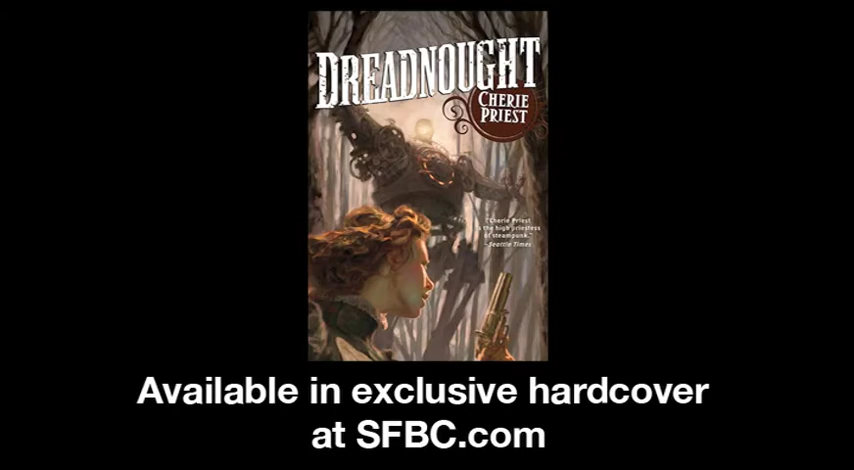 DREADNOUGHT
CHERIE
PRIEST
"Cherie Priest
is the high priestess
of steampunk."
—Seattle Times
Available in exclusive hardcover
at SFBC.com